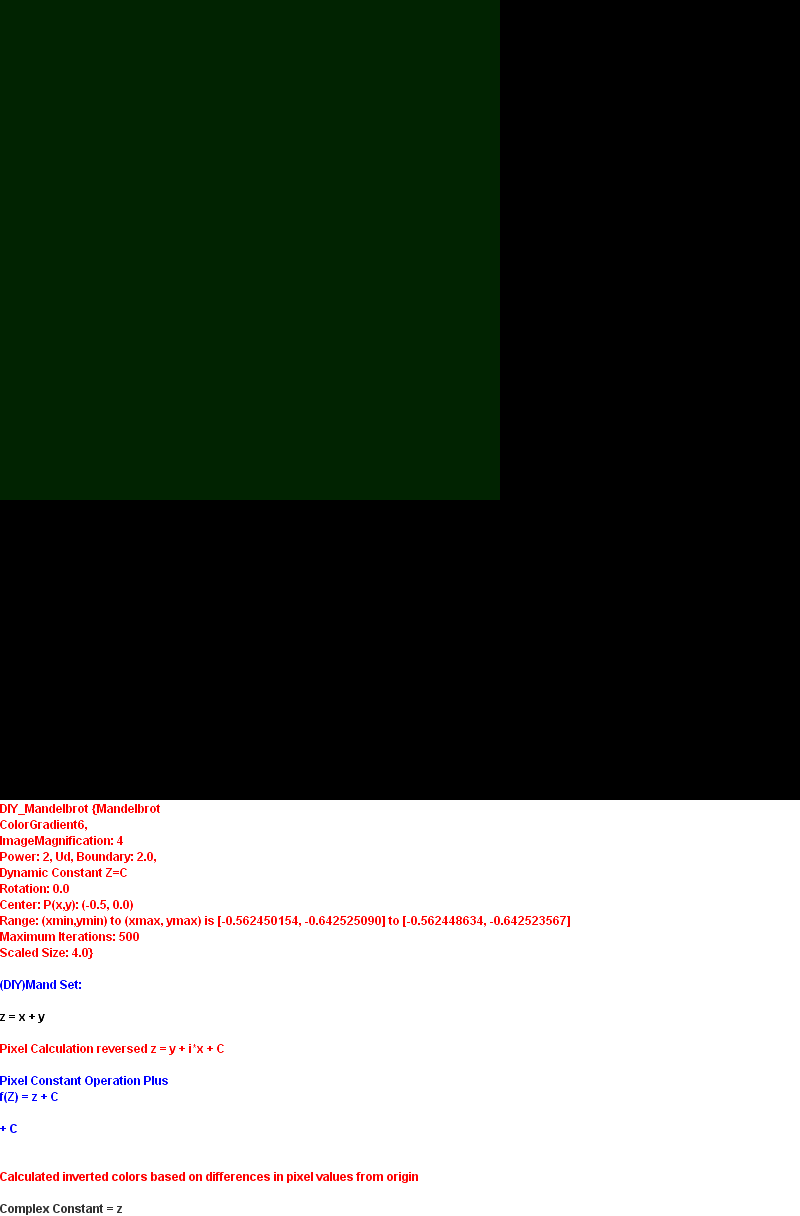 DIY_Mandelbrot {Mandelbrot
ColorGradient6,
ImageMagnification: 4
Power: 2, Ud, Boundary: 2.0,
Dynamic Constant Z=C
Rotation: 0.0
Center: P(x,y): (-0.5, 0.0)
Range: (xmin,ymin) to (xmax, ymax) is [-0.562450154, -0.642525090] to [-0.562448634, -0.642523567]
Maximum Iterations: 500
Scaled Size: 4.0}
(DIY)Mand Set:
z = x + y
Pixel Calculation reversed z = y + i*x + C
Pixel Constant Operation Plus
f(Z) = z + C
+ C
Calculated inverted colors based on differences in pixel values from origin
Complex Constant = z